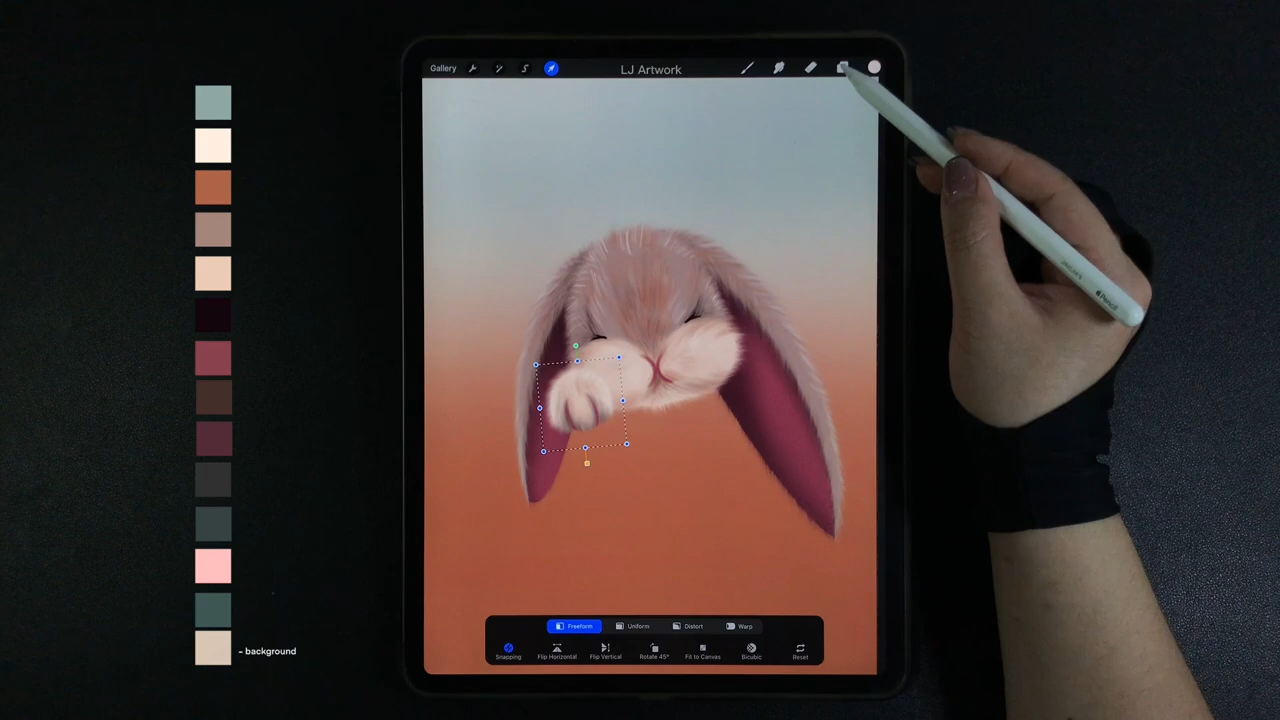 Gallery
LJ Artwork
Freeform
Uniform
Distort
Warp
Snapping
Flip Horizontal
Flip Vertical
Rotate 45°
Fit to Canvas
Bicubic
Reset
- background
Pencil